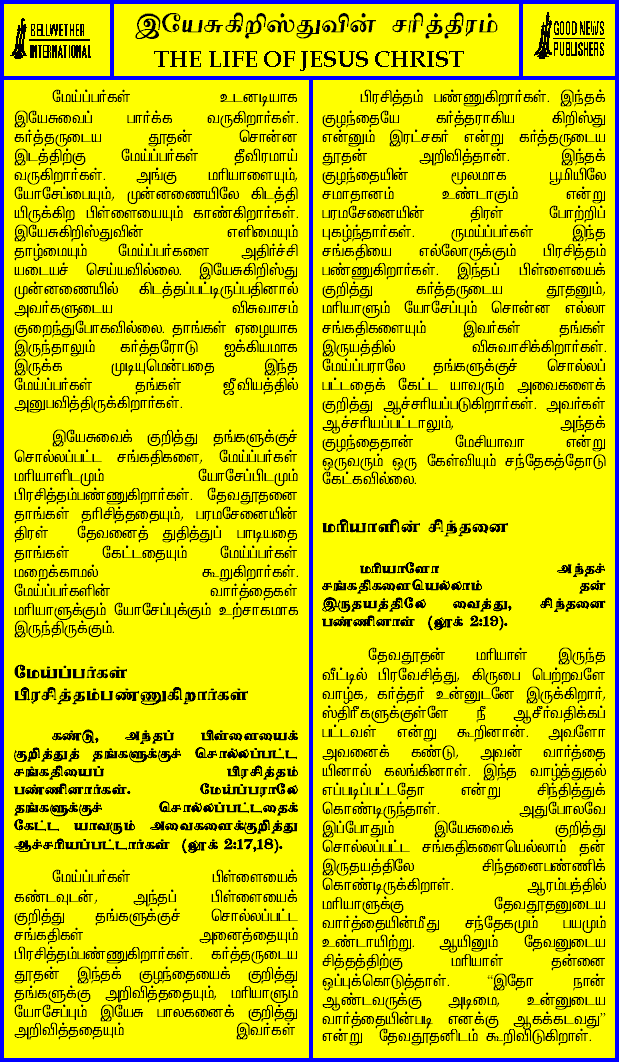 BELLWETHER
INTERNATIONAL
இயேசுகிறிஸ்துவின் சரித்திரம்
THE LIFE OF JESUS CHRIST
GOOD NEWS
PUBLISHERS
மேய்ப்பர்கள் உடனடியாக
இயேசுவைப் பார்க்க வருகிறார்கள்.
கர்த்தருடைய தூதன் சொன்ன
இடத்திற்கு மேய்ப்பர்கள் தீவிரமாய்
வருகிறார்கள். அங்கு மரியாளையும்,
யோசேப்பையும், முன்னணையிலே கிடத்தி
யிருக்கிற பிள்ளையையும் காண்கிறார்கள்.
இயேசுகிறிஸ்துவின் எளிமையும்
தாழ்மையும் மேய்ப்பர்களை அதிர்ச்சி
யடையச் செய்யவில்லை. இயேசுகிறிஸ்து
முன்னணையில் கிடத்தப்பட்டிருப்பதினால்
அவர்களுடைய விசுவாசம்
குறைந்துபோகவில்லை. தாங்கள் ஏழையாக
இருந்தாலும் கர்த்தரோடு ஐக்கியமாக
இருக்க முடியுமென்பதை இந்த
மேய்ப்பர்கள் தங்கள் ஜீவியத்தில்
அனுபவித்திருக்கிறார்கள்.
இயேசுவைக் குறித்து தங்களுக்குச்
சொல்லப்பட்ட சங்கதிகளை, மேய்ப்பர்கள்
மரியாளிடமும் யோசேப்பிடமும்
பிரசித்தம்பண்ணுகிறார்கள். தேவதூதனை
தாங்கள் தரிசித்ததையும், பரமசேனையின்
திரள் தேவனைத் துதித்துப் பாடியதை
தாங்கள் கேட்டதையும் மேய்ப்பர்கள்
மறைக்காமல் கூறுகிறார்கள்.
மேய்ப்பர்களின் வார்த்தைகள்
மரியாளுக்கும் யோசேப்புக்கும் உற்சாகமாக
இருந்திருக்கும்.
மேய்ப்பர்கள்
பிரசித்தம்பண்ணுகிறார்கள்
கண்டு, அந்தப் பிள்ளையைக்
குறித்துத் தங்களுக்குச் சொல்லப்பட்ட
சங்கதியைப் பிரசித்தம்
பண்ணினார்கள். மேய்ப்பராலே
தங்களுக்குச் சொல்லப்பட்டதைக்
கேட்ட யாவரும் அவைகளைக்குறித்து
ஆச்சரியப்பட்டார்கள் (லூக் 2:17,18).
மேய்ப்பர்கள் பிள்ளையைக்
கண்டவுடன், அந்தப் பிள்ளையைக்
குறித்து தங்களுக்குச் சொல்லப்பட்ட
சங்கதிகள் அனைத்தையும்
பிரசித்தம்பண்ணுகிறார்கள். கர்த்தருடைய
தூதன் இந்தக் குழந்தையைக் குறித்து
தங்களுக்கு அறிவித்ததையும், மரியாளும்
யோசேப்பும் இயேசு பாலகனைக் குறித்து
அறிவித்ததையும் இவர்கள்
பிரசித்தம் பண்ணுகிறார்கள். இந்தக்
குழந்தையே கர்த்தராகிய கிறிஸ்து
என்னும் இரட்சகர் என்று கர்த்தருடைய
தூதன் அறிவித்தான். இந்தக்
குழந்தையின் மூலமாக பூமியிலே
சமாதானம் உண்டாகும் என்று
பரமசேனையின் திரள் போற்றிப்
புகழ்ந்தார்கள். ருமய்ப்பர்கள் இந்த
சங்கதியை எல்லோருக்கும் பிரசித்தம்
பண்ணுகிறார்கள். இந்தப் பிள்ளையைக்
குறித்து கர்த்தருடைய தூதனும்,
மரியாளும் யோசேப்பும் சொன்ன எல்லா
சங்கதிகளையும் இவர்கள் தங்கள்
இருயத்தில் விசுவாசிக்கிறார்கள்.
மேய்ப்பராலே தங்களுக்குச் சொல்லப்
பட்டதைக் கேட்ட யாவரும் அவைகளைக்
குறித்து ஆச்சரியப்படுகிறார்கள். அவர்கள்
ஆச்சரியப்பட்டாலும், அந்தக்
குழந்தைதான் மேசியாவா என்று
ஒருவரும் ஒரு கேள்வியும் சந்தேகத்தோடு
கேட்கவில்லை.
மரியாளின் சிந்தனை
மரியாளோ அந்தச்
சங்கதிகளையெல்லாம் தன்
இருதயத்திலே வைத்து, சிந்தனை
பண்ணினாள் (லூக் 2:19).
தேவதூதன் மரியாள் இருந்த
வீட்டில் பிரவேசித்து, கிருபை பெற்றவளே
வாழ்க, கர்த்தர் உன்னுடனே இருக்கிறார்,
ஸ்திரீகளுக்குள்ளே நீ ஆசீர்வதிக்கப்
பட்டவள் என்று கூறினான். அவளோ
அவனைக் கண்டு, அவன் வார்த்தை
யினால் கலங்கினாள். இந்த வாழ்த்துதல்
எப்படிப்பட்டதோ என்று சிந்தித்துக்
கொண்டிருந்தாள். அதுபோலவே
இப்போதும் இயேசுவைக் குறித்து
சொல்லப்பட்ட சங்கதிகளையெல்லாம் தன்
இருதயத்திலே சிந்தனைபண்ணிக்
கொண்டிருக்கிறாள். ஆரம்பத்தில்
மரியாளுக்கு தேவதூதனுடைய
வார்த்தையின்மீது சந்தேகமும் பயமும்
உண்டாயிற்று. ஆயினும் தேவனுடைய
சித்தத்திற்கு மரியாள் தன்னை
ஒப்புக்கொடுத்தாள். “இதோ நான்
ஆண்டவருக்கு அடிமை, உன்னுடைய
வார்த்தையின்படி எனக்கு ஆகக்கடவது”
என்று தேவதூதனிடம் கூறிவிடுகிறாள்.